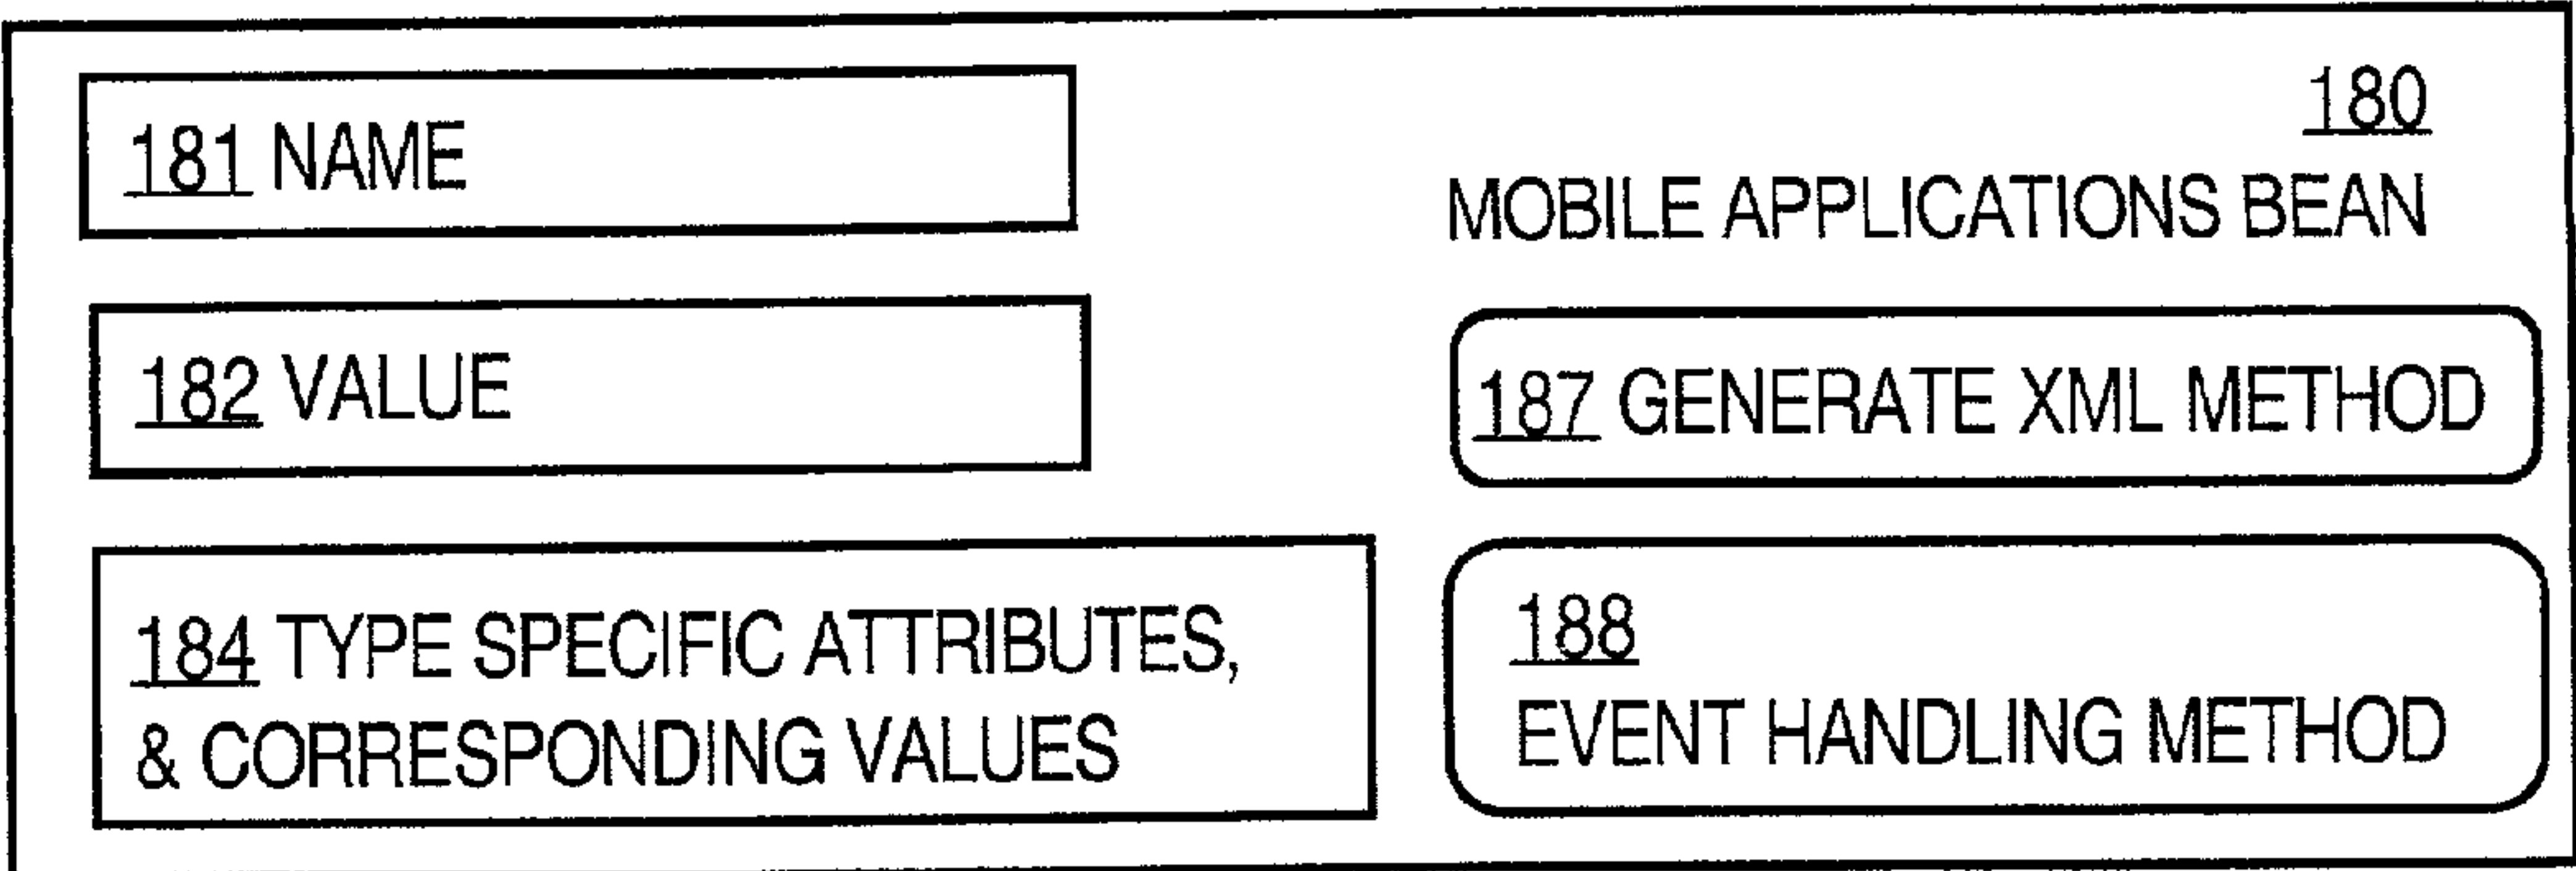 180
MOBILE APPLICATIONS BEAN
181 NAME
182 VALUE
184 TYPE SPECIFIC ATTRIBUTES,
& CORRESPONDING VALUES
187 GENERATE XML METHOD
188
EVENT HANDLING METHOD